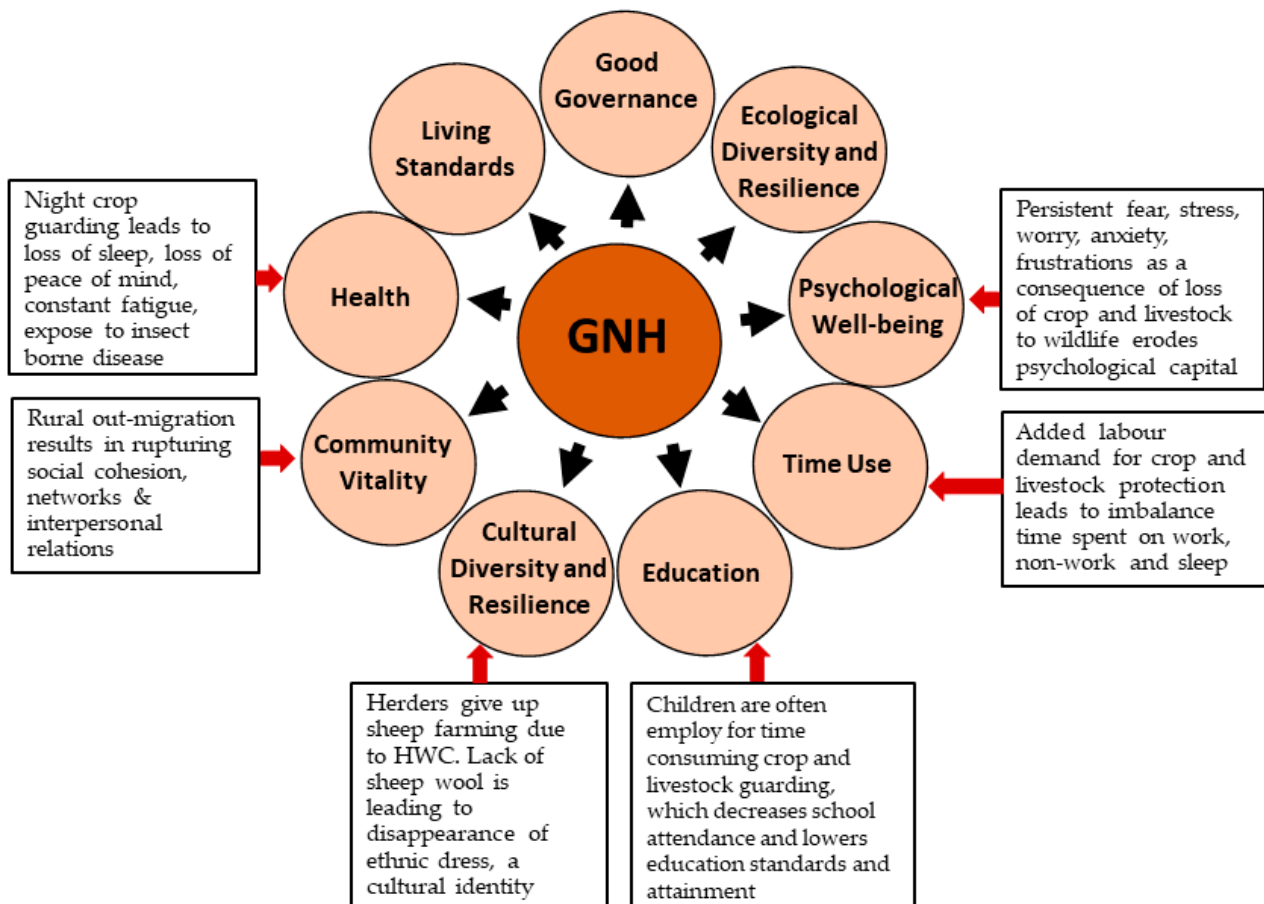 Good
Governance
Ecological
Diversity and
Resilience
Living
Standards
Night crop
guarding leads to
loss of sleep, loss of
peace of mind,
constant fatigue,
expose to insect
borne disease
Health
GNH
Psychological
Well-being
Persistent fear, stress,
worry, anxiety,
frustrations as a
consequence of loss
of crop and livestock
to wildlife erodes
psychological capital
Rural out-migration
results in rupturing
social cohesion,
networks &
interpersonal
relations
Community
Vitality
Time Use
Added labour
demand for crop and
livestock protection
leads to imbalance
time spent on work,
non-work and sleep
Cultural
Diversity and
Resilience
Education
Herders give up
sheep farming due
to HWC. Lack of
sheep wool is
leading to
disappearance of
ethnic dress, a
cultural identity
Children are often
employ for time
consuming crop and
livestock guarding,
which decreases school
attendance and lowers
education standards and
attainment